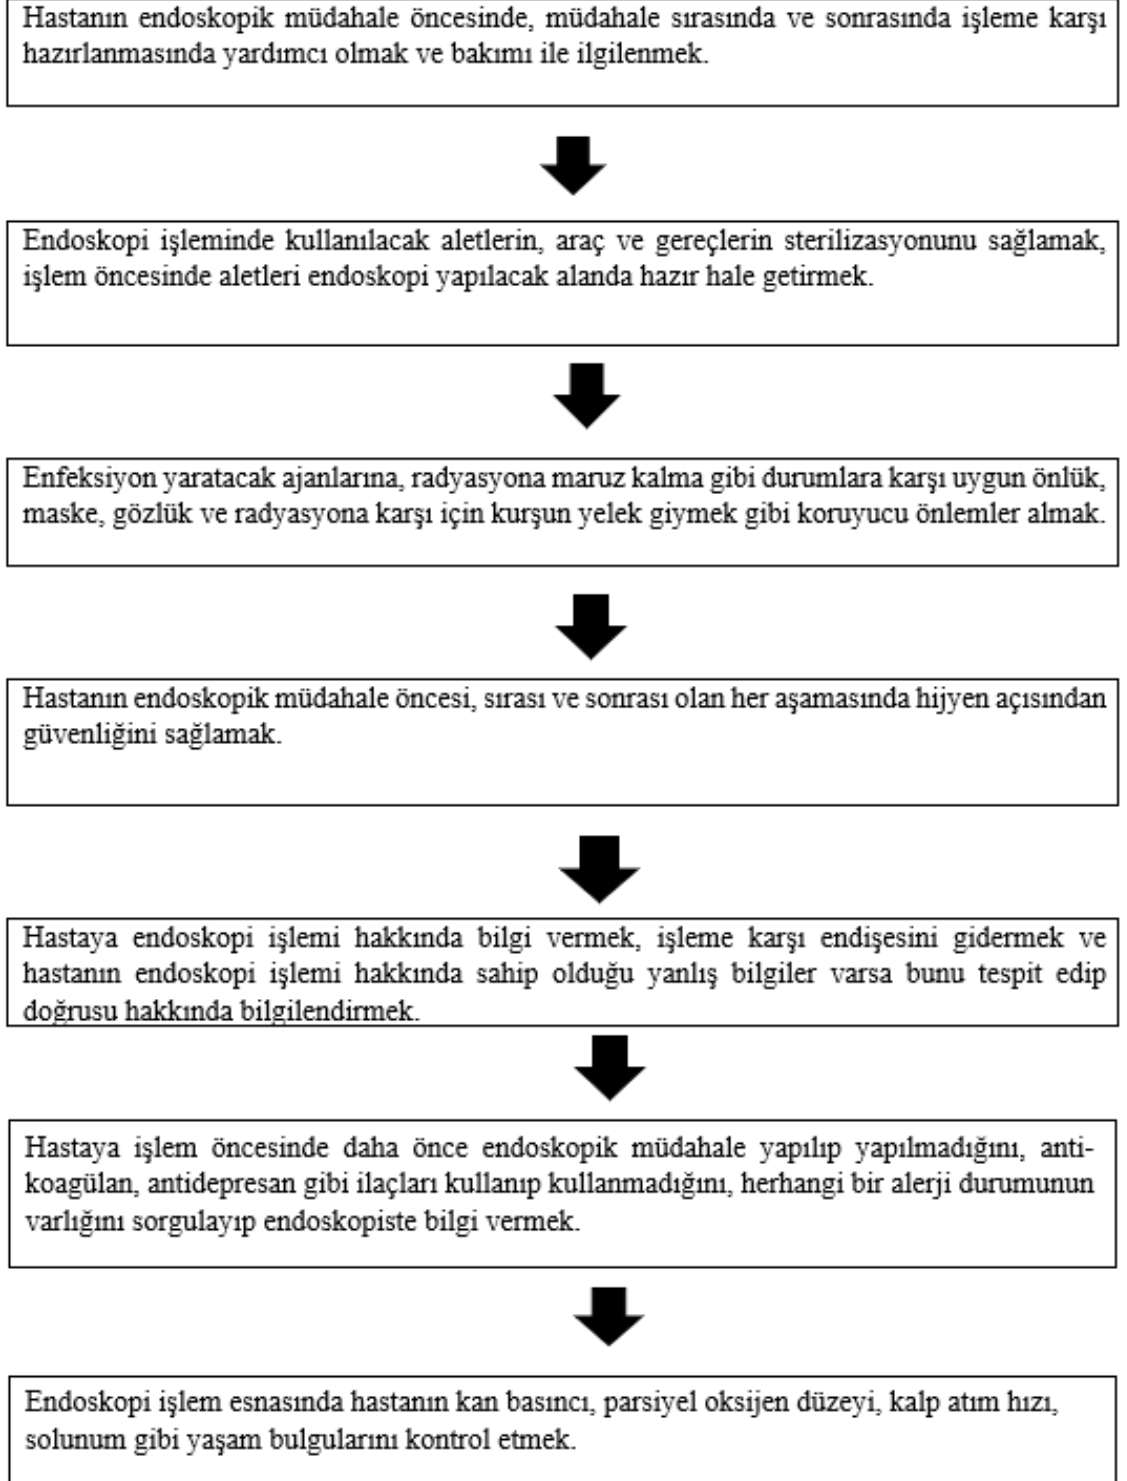 Hastanın endoskopik müdahale öncesinde, müdahale sırasında ve sonrasında işleme karşı
hazırlanmasında yardımcı olmak ve bakımı ile ilgilenmek.
Endoskopi işleminde kullanılacak aletlerin, araç ve gereçlerin sterilizasyonunu sağlamak,
işlem öncesinde aletleri endoskopi yapılacak alanda hazır hale getirmek.
Enfeksiyon yaratacak ajanlarına, radyasyona maruz kalma gibi durumlara karşı uygun önlük,
maske, gözlük ve radyasyona karşı için kurşun yelek giymek gibi koruyucu önlemler almak.
Hastanın endoskopik müdahale öncesi, sırası ve sonrası olan her aşamasında hijyen açısından
güvenliğini sağlamak.
Hastaya endoskopi işlemi hakkında bilgi vermek, işleme karşı endişesini gidermek ve
hastanın endoskopi işlemi hakkında sahip olduğu yanlış bilgiler varsa bunu tespit edip
doğrusu hakkında bilgilendirmek.
Hastaya işlem öncesinde daha önce endoskopik müdahale yapılıp yapılmadığını, anti-
koagülan, antidepresan gibi ilaçları kullanıp kullanmadığını, herhangi bir alerji durumunun
varlığını sorgulayıp endoskopiste bilgi vermek.
Endoskopi işlem esnasında hastanın kan basıncı, parsiyel oksijen düzeyi, kalp atım hızı,
solunum gibi yaşam bulgularını kontrol etmek.